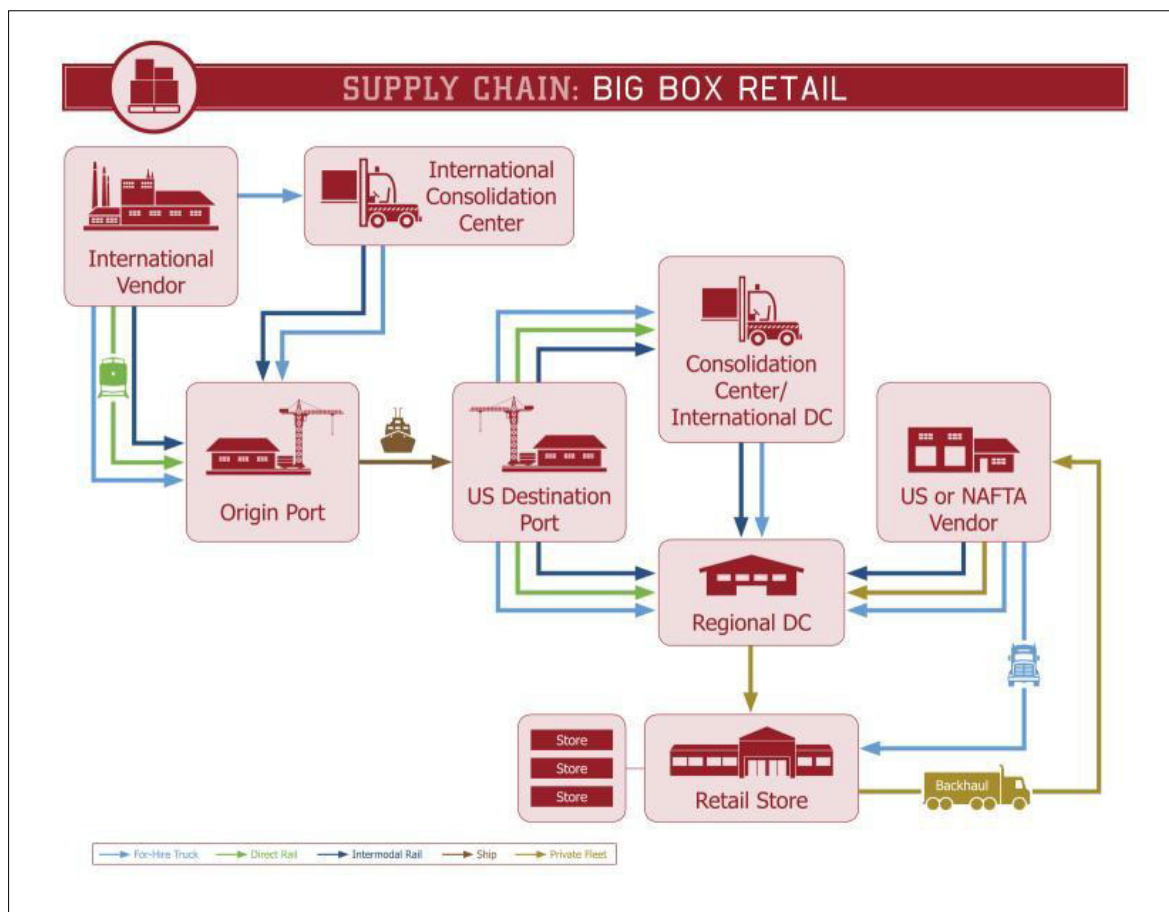 SUPPLY CHAIN: BIG BOX RETAIL
International
Vendor
International
Consolidation
Center
Origin Port
US Destination
Port
Consolidation
Center/
International DC
US or NAFTA
Vendor
Regional DC
Store
Store
Store
Retail Store
Backhaul
For-Hire Truck
Direct Rail
Intermodal Rail
Ship
Private Fleet